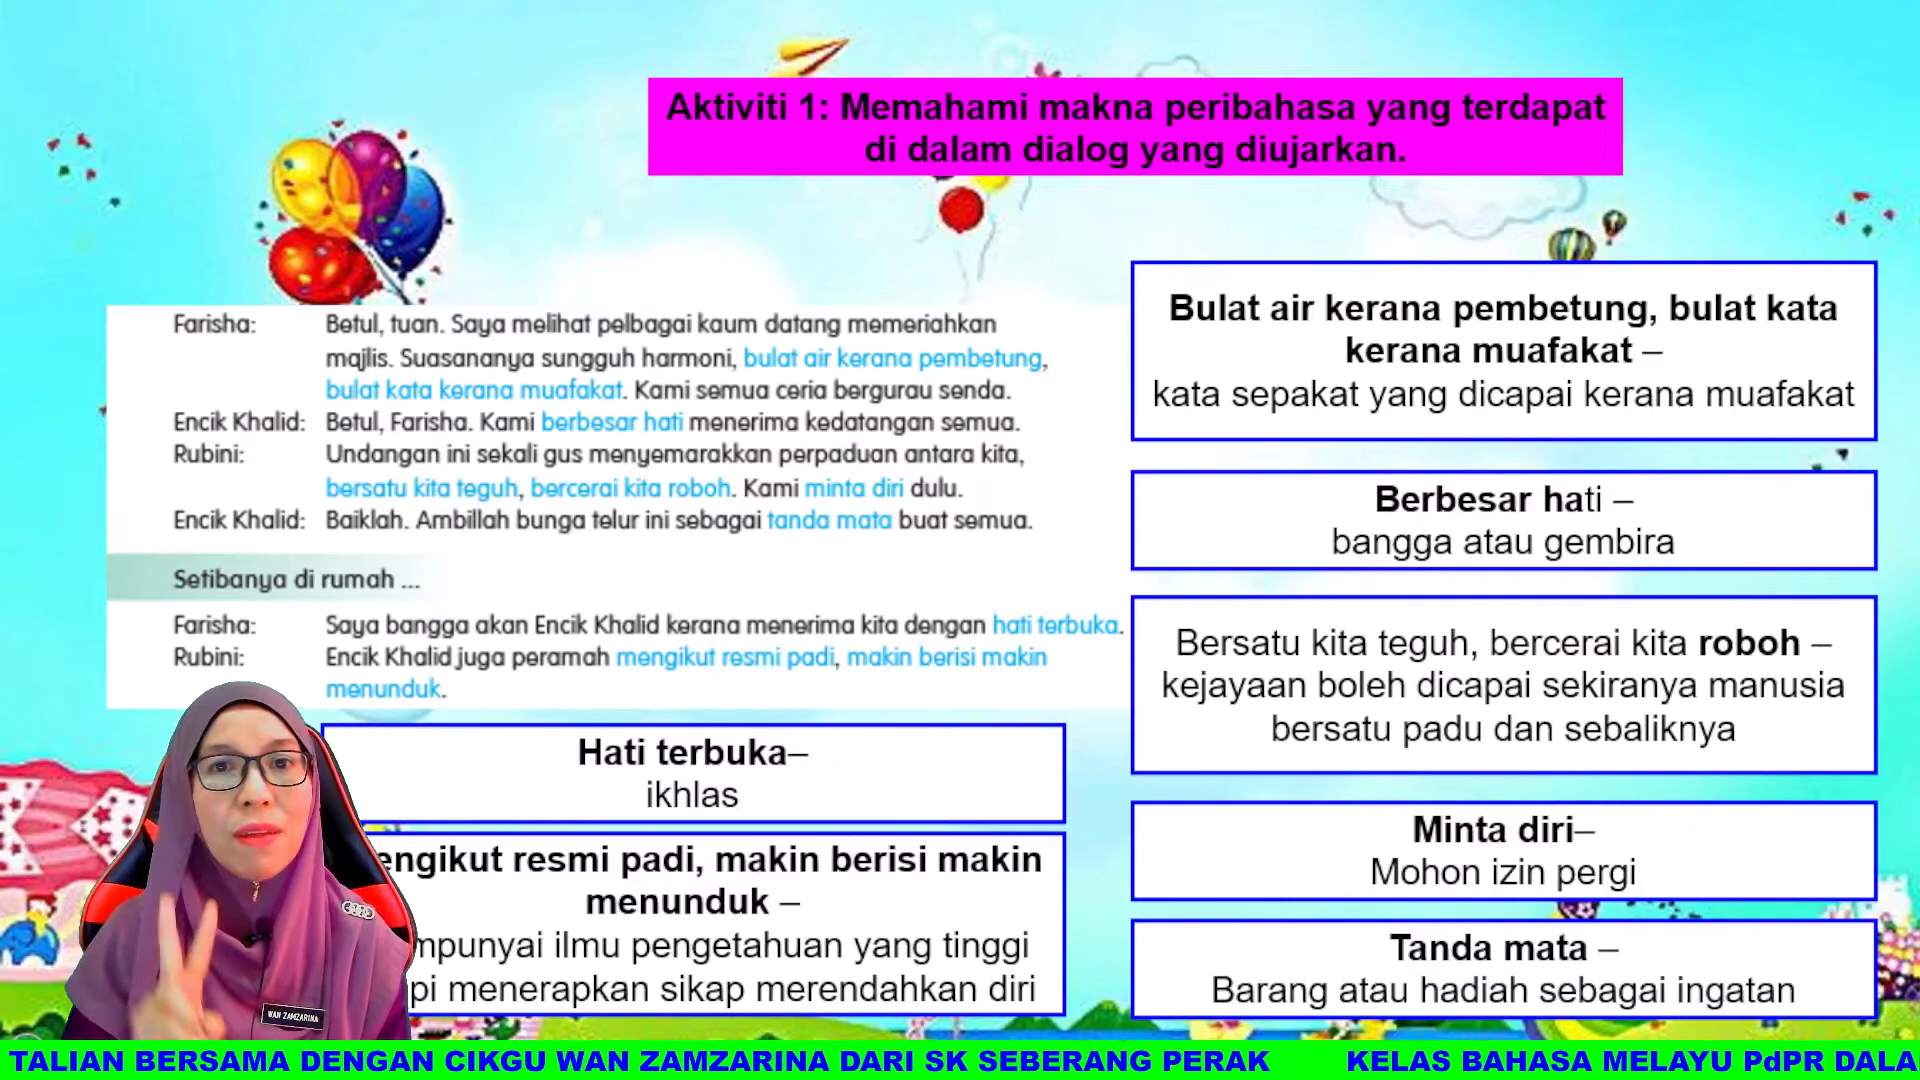 Aktiviti 1: Memahami makna peribahasa yang terdapat
di dalam dialog yang diujarkan.
Farisha: Betul, tuan. Saya melihat pelbagai kaum datang memeriahkan
majlis. Suasananya sungguh harmoni, bulat air kerana pembetung,
bulat kata kerana muafakat. Kami semua ceria bergurau senda.
Encik Khalid: Betul, Farisha. Kami berbesar hati menerima kedatangan semua.
Rubini: Undangan ini sekali gus menyemarakkan perpaduan antara kita,
bersatu kita teguh, bercerai kita roboh. Kami minta diri dulu.
Encik Khalid: Baiklah. Ambillah bunga telur ini sebagai tanda mata buat semua.
Setibanya di rumah ...
Farisha: Saya bangga akan Encik Khalid kerana menerima kita dengan hati terbuka.
Rubini: Encik Khalid juga peramah mengikut resmi padi, makin berisi makin
menunduk.
Bulat air kerana pembetung, bulat kata
kerana muafakat –
kata sepakat yang dicapai kerana muafakat
Berbesar hati –
bangga atau gembira
Bersatu kita teguh, bercerai kita roboh –
kejayaan boleh dicapai sekiranya manusia
bersatu padu dan sebaliknya
Minta diri–
Mohon izin pergi
Tanda mata –
Barang atau hadiah sebagai ingatan
Hati terbuka–
ikhlas
engikut resmi padi, makin berisi makin
menunduk –
mpunyai ilmu pengetahuan yang tinggi
pi menerapkan sikap merendahkan diri
WAN ZAMZARINA
TALIAN BERSAMA DENGAN CIKGU WAN ZAMZARINA DARI SK SEBERANG PERAK KELAS BAHASA MELAYU PdPR DALA